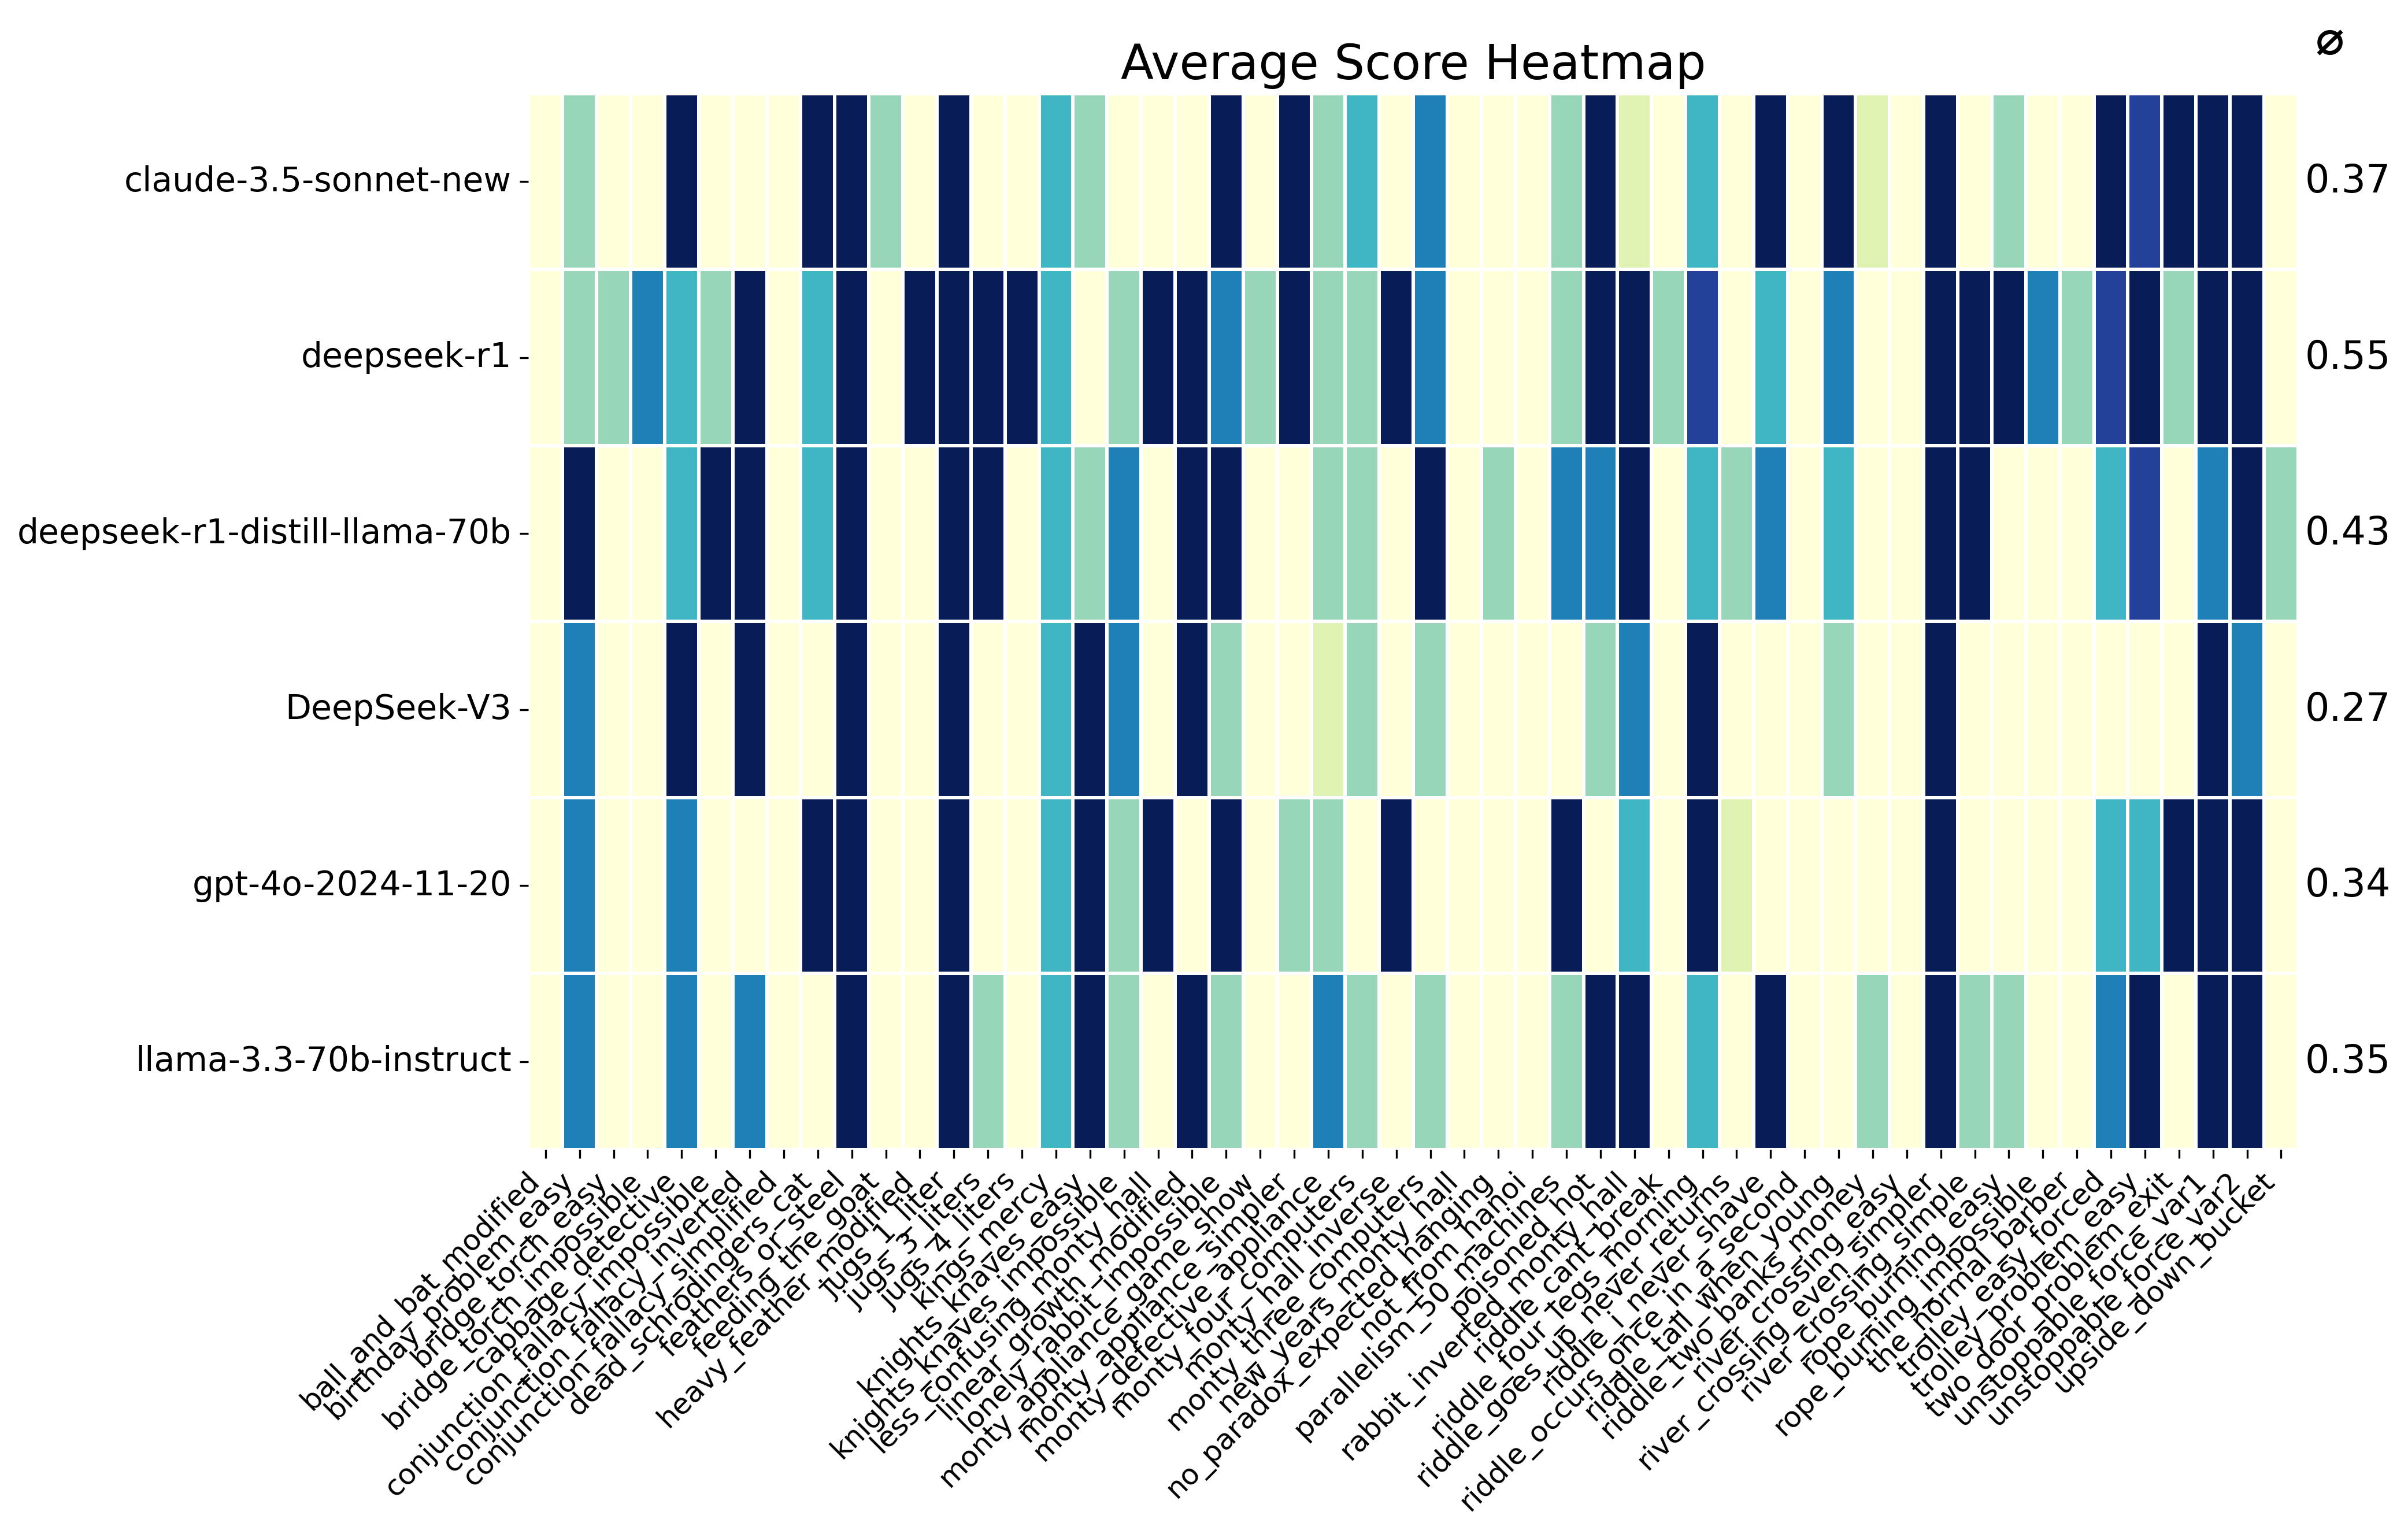 ⌀
Average Score Heatmap
claude-3.5-sonnet-new
0.37
deepseek-r1
0.55
deepseek-r1-distill-llama-70b
0.43
DeepSeek-V3
0.27
gpt-4o-2024-11-20
0.34
llama-3.3-70b-instruct
0.35
ball_and_bat_modified
birthday_problem_easy
bridge_torch_easy
bridge_torch_impossible
cabbage_detective
conjunction_fallacy_impossible
conjunction_fallacy_inverted
conjunction_fallacy_simplified
dead_schrödingers_cat
feathers_or_steel
feeding_the_goat
heavy_feather_modified
jugs_1_liter
jugs_3_liters
jugs_4_liters
kings_mercy
knights_knaves_easy
knights_knaves_impossible
less_confusing_monty_hall
linear_growth_modified
lonely_rabbit_impossible
monty_appliance_game_show
monty_appliance_simpler
monty_defective_appliance
monty_four_computers
monty_hall_inverse
monty_three_computers
new_years_monty_hall
no_paradox_expected_hanging
not_from_hanoi
parallelism_50_machines
poisoned_hot
rabbit_inverted_monty_hall
riddle_cant_break
riddle_four_legs_morning
riddle_goes_up_never_returns
riddle_i_never_shave
riddle_occurs_once_in_a_second
riddle_tall_when_young
riddle_two_banks_money
river_crossing_easy
river_crossing_even_simpler
river_crossing_simple
rope_burning_easy
rope_burning_impossible
the_normal_barber
trolley_easy_forced
trolley_problem_easy
two_door_problem_exit
unstoppable_force_var1
unstoppable_force_var2
upside_down_bucket